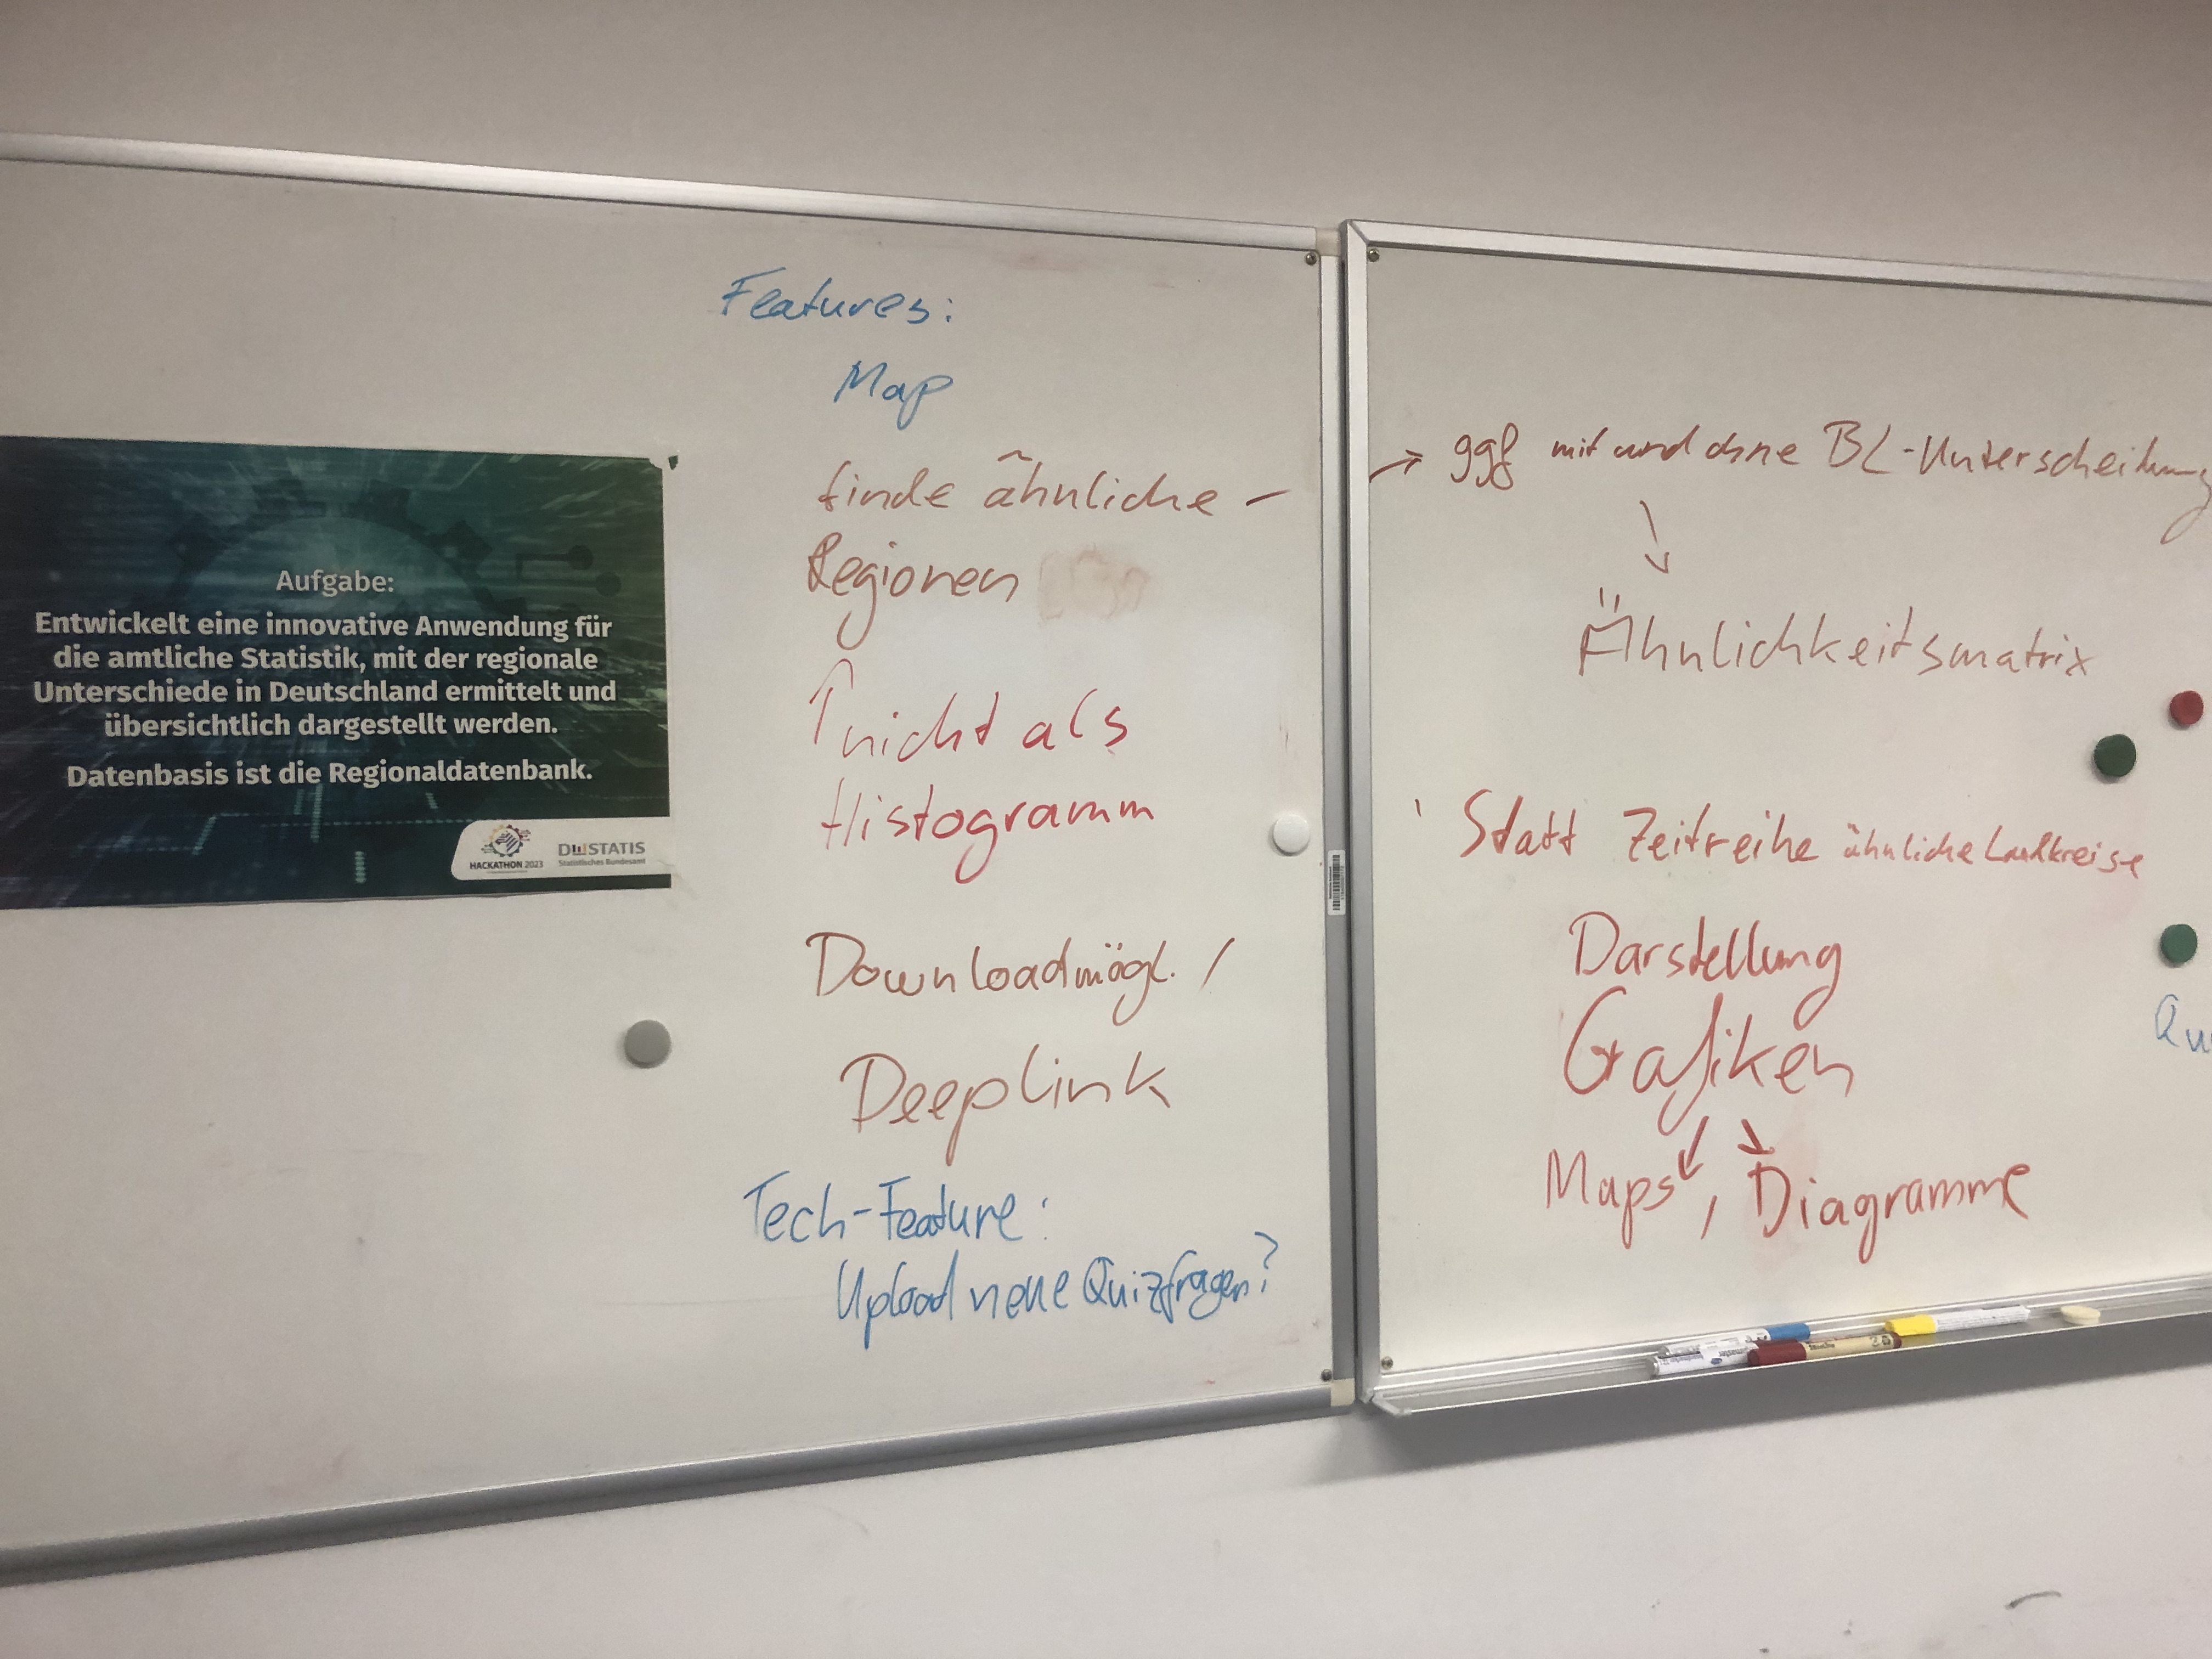 Aufgabe:
Entwickelt eine innovative Anwendung für
die amtliche Statistik, mit der regionale
Unterschiede in Deutschland ermittelt und
übersichtlich dargestellt werden.
Datenbasis ist die Regionaldatenbank.
HACKATHON 2023
DESTATIS
Statistisches Bundesamt
Features:
Map
finde ähnliche -
Regionen
↑ nicht als
Histogramm
Downloadmögl. /
Deeplink
Tech-Feature:
Upload neue Quizfragen?
→ ggf mit und ohne BL-Unterscheidung
↓
Ähnlichkeitsmatrix
Statt Zeitreihe ähnliche Landkreise
Darstellung
Grafiken
↙ ↘
Maps, Diagramme
Qu